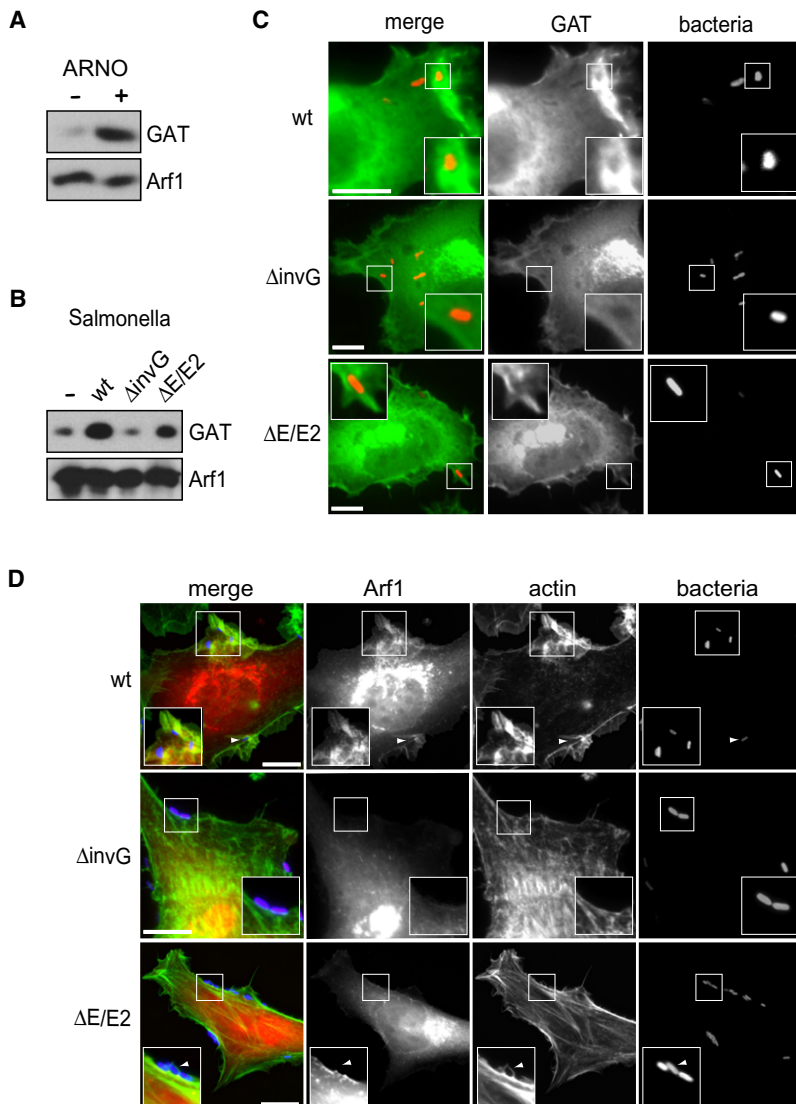 A
ARNO
- +
GAT
Arf1
B
Salmonella
- wt ΔinvG ΔE/E2
GAT
Arf1
C
merge GAT bacteria
wt
ΔinvG
ΔE/E2
D
merge Arf1 actin bacteria
wt
ΔinvG
ΔE/E2